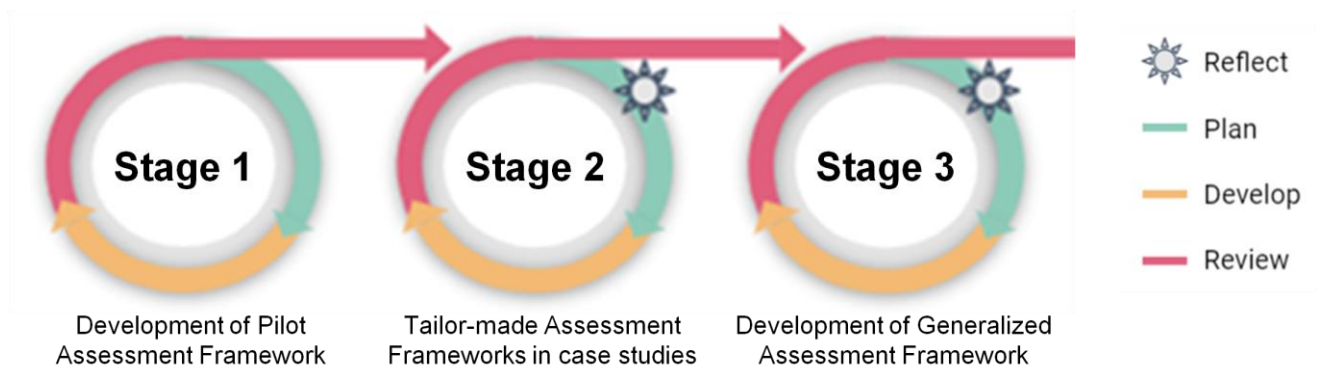 Stage 1
Stage 2
Stage 3
Development of Pilot
Assessment Framework
Tailor-made Assessment
Frameworks in case studies
Development of Generalized
Assessment Framework
Reflect
Plan
Develop
Review